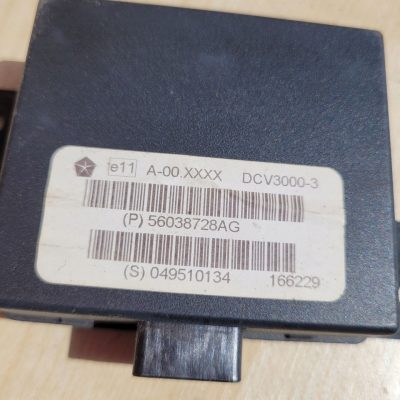 e11 A-00.XXXX DCV3000-3
(P) 56038728AG
(S) 049510134 166229